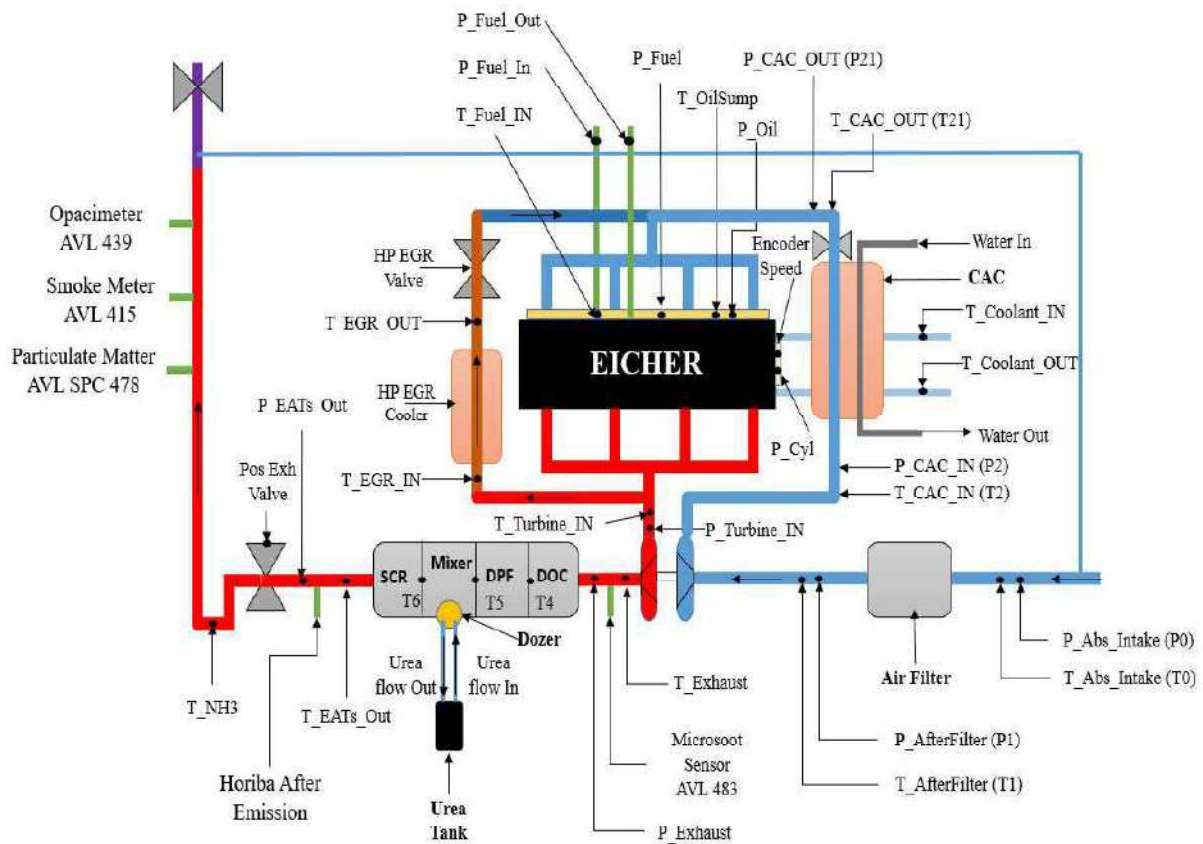 P_Fuel_Out
P_Fuel_In
P_Fuel
P_CAC_OUT (P21)
T_Fuel_IN
T_OilSump
P_Oil
T_CAC_OUT (T21)
Opacimeter
AVL 439
Smoke Meter
AVL 415
Particulate Matter
AVL SPC 478
HP EGR
Valve
Encoder
Speed
Water In
CAC
T_EGR_OUT
T_Coolant_IN
EICHER
T_Coolant_OUT
HP EGR
Cooler
P_EATs_Out
Water Out
P_Cyl
Pos Exh
Valve
T_EGR_IN
P_CAC_IN (P2)
T_CAC_IN (T2)
T_Turbine_IN
P_Turbine_IN
SCR
Mixer
DPF
DOC
T6
T5
T4
Dozer
Urea
flow Out
Urea
flow In
T_NH3
T_EATs_Out
T_Exhaust
Air Filter
P_Abs_Intake (P0)
T_Abs_Intake (T0)
Horiba After
Emission
Urea
Tank
Microsoot
Sensor
AVL 483
P_Exhaust
P_AfterFilter (P1)
T_AfterFilter (T1)